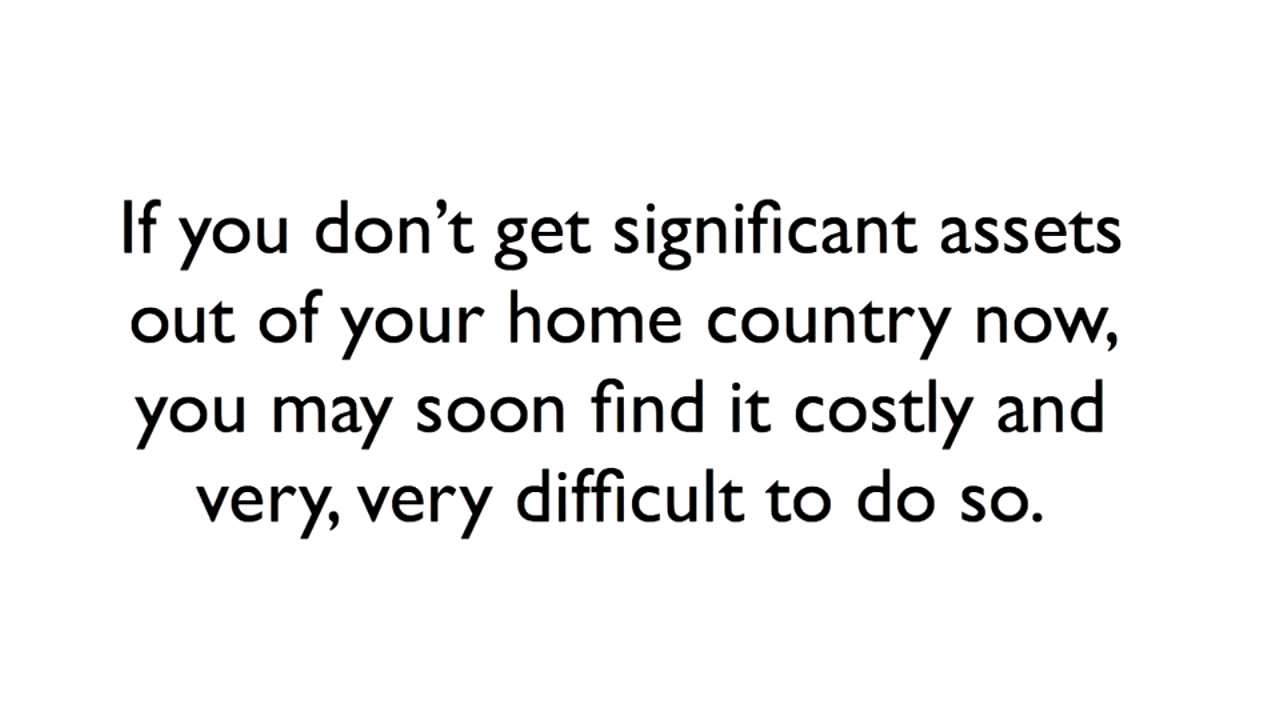 If you don’t get significant assets
out of your home country now,
you may soon find it costly and
very, very difficult to do so.